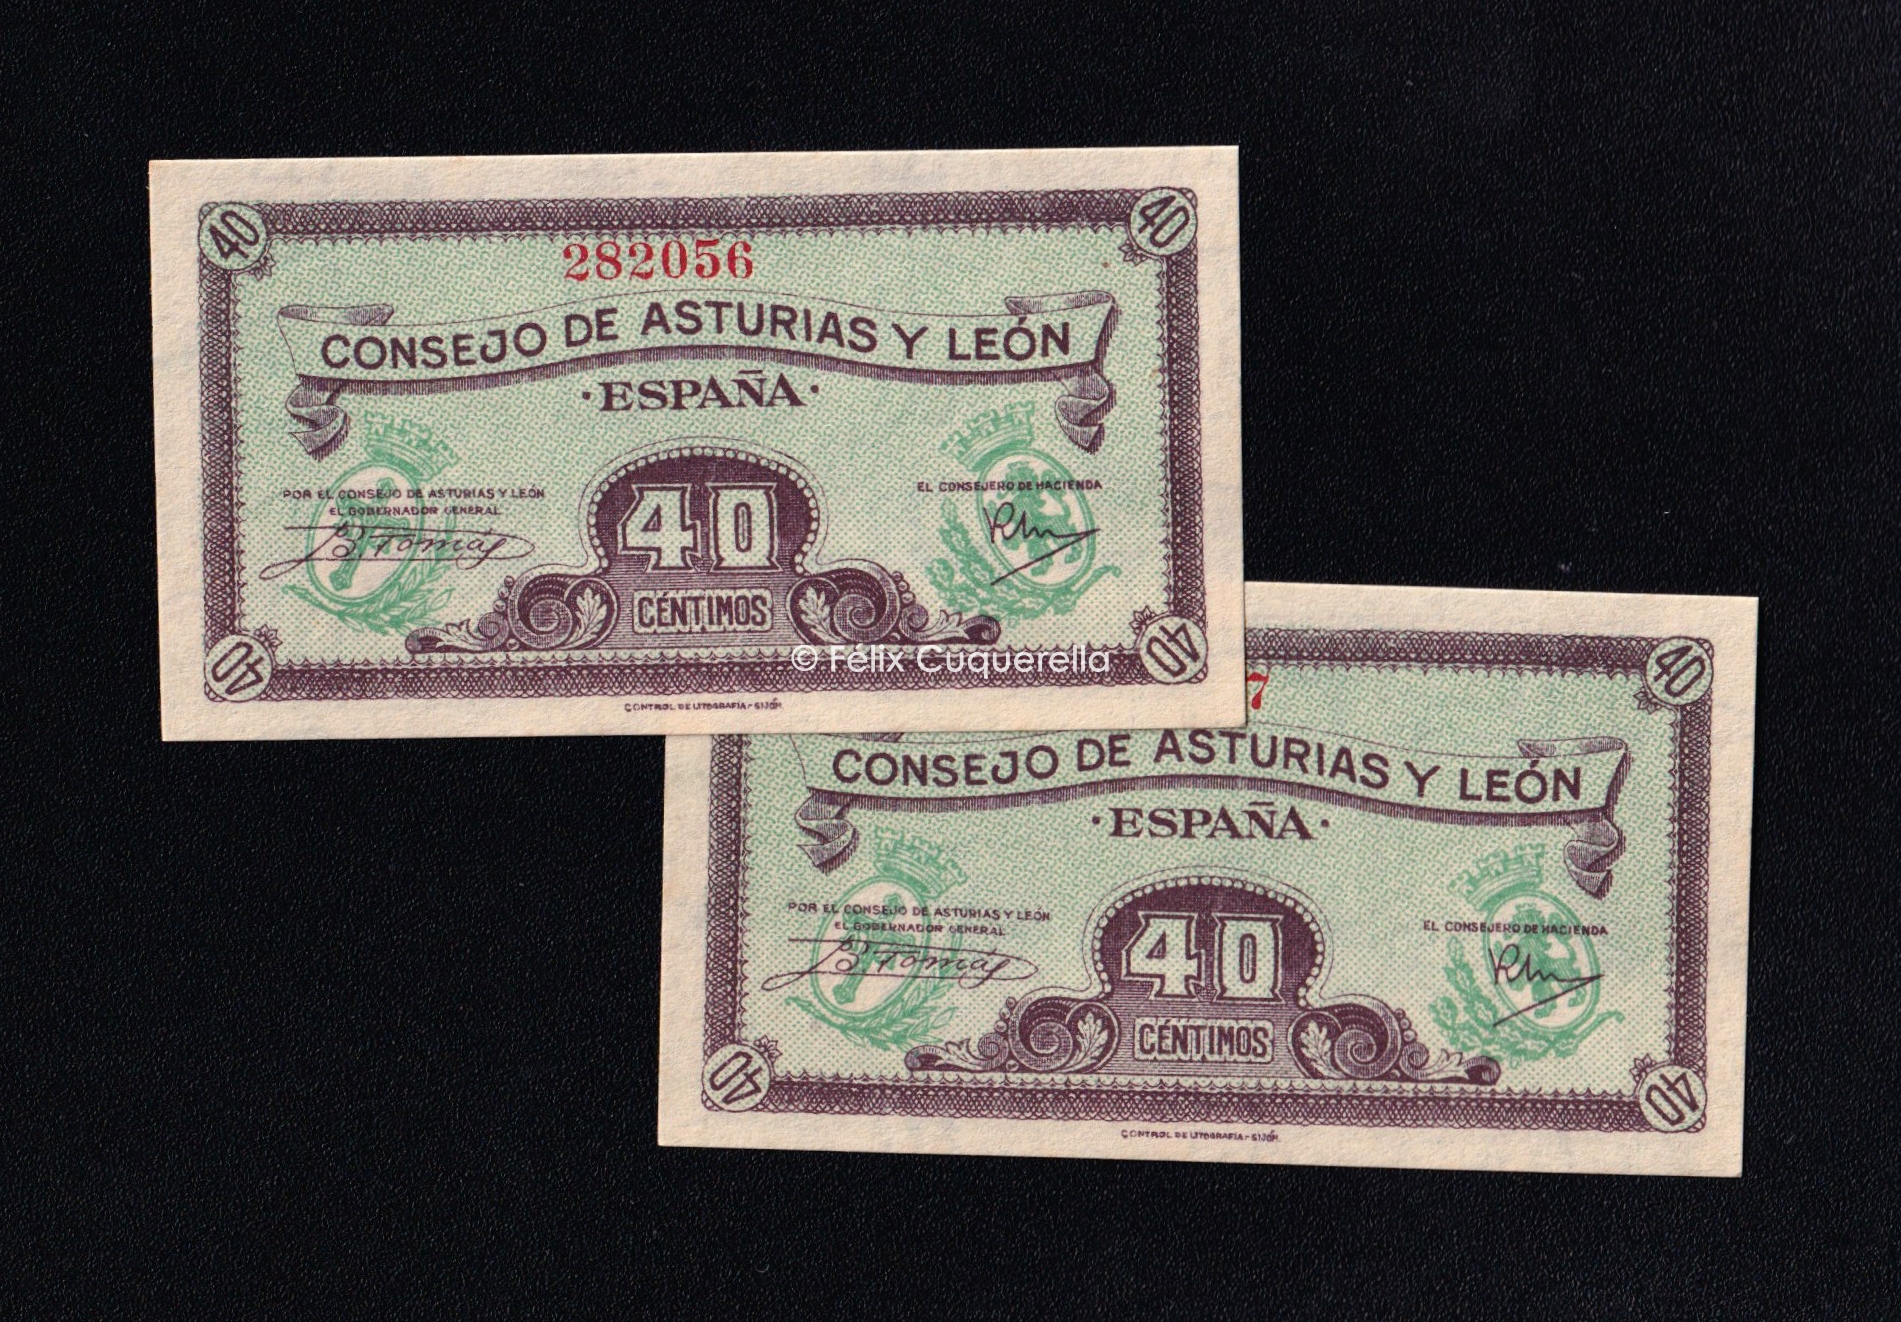 40
40
282056
CONSEJO DE ASTURIAS Y LEÓN
·ESPAÑA·
POR EL CONSEJO DE ASTURIAS Y LEÓN
EL GOBERNADOR GENERAL
B Tomás
EL CONSEJERO DE HACIENDA
40
CÉNTIMOS
40
40
CONTROL DE LITOGRAFÍA-GIJÓN.
© Félix Cuquerella
7
40
CONSEJO DE ASTURIAS Y LEÓN
·ESPAÑA·
POR EL CONSEJO DE ASTURIAS Y LEÓN
EL GOBERNADOR GENERAL
B Tomás
EL CONSEJERO DE HACIENDA
40
CÉNTIMOS
40
40
CONTROL DE LITOGRAFÍA-GIJÓN.